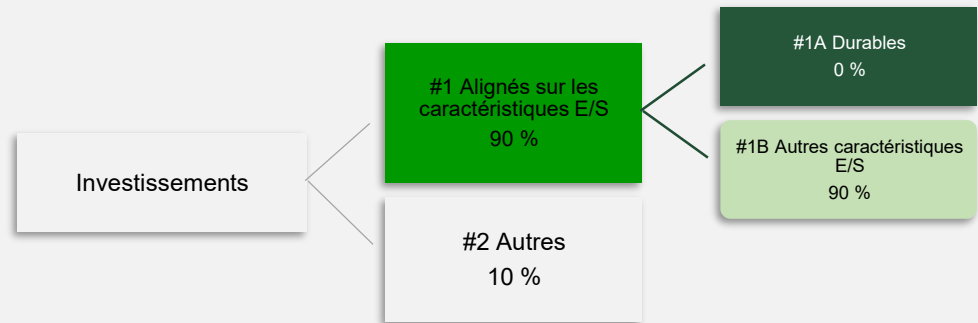 Investissements
#1 Alignés sur les
caractéristiques E/S
90 %
#2 Autres
10 %
#1A Durables
0 %
#1B Autres caractéristiques
E/S
90 %